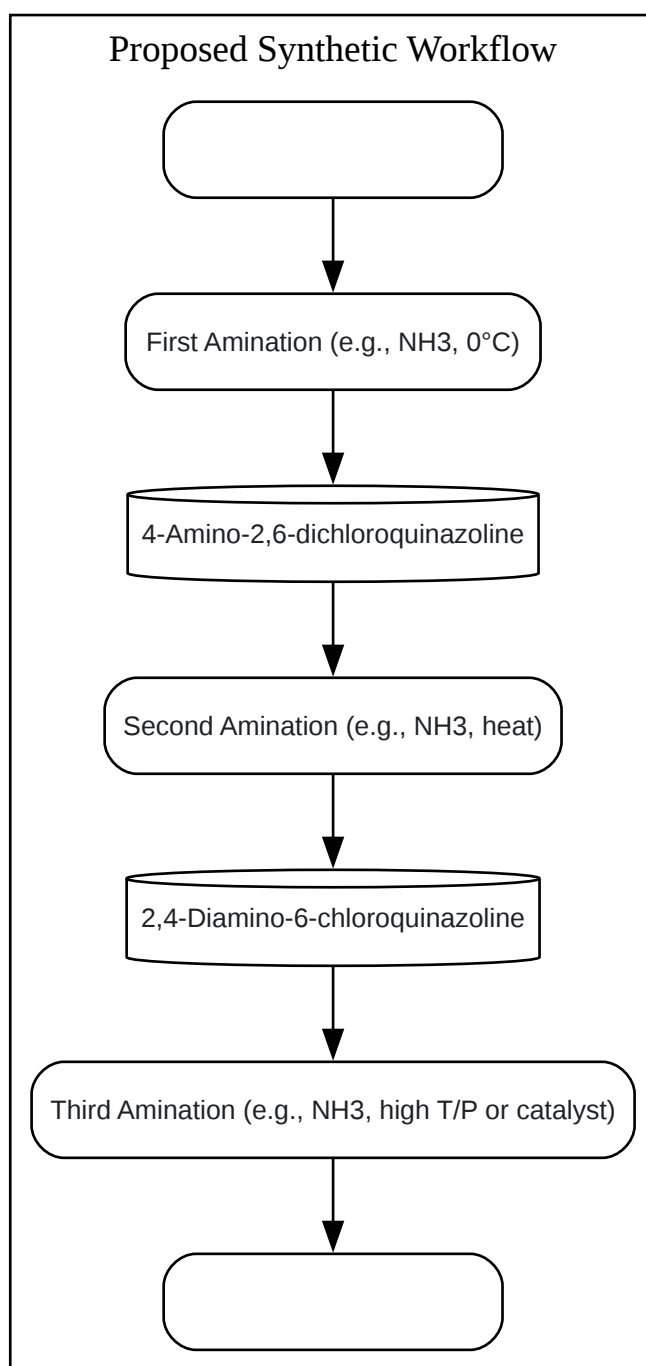 Proposed Synthetic Workflow
First Amination (e.g., NH3, 0°C)
4-Amino-2,6-dichloroquinazoline
Second Amination (e.g., NH3, heat)
2,4-Diamino-6-chloroquinazoline
Third Amination (e.g., NH3, high T/P or catalyst)